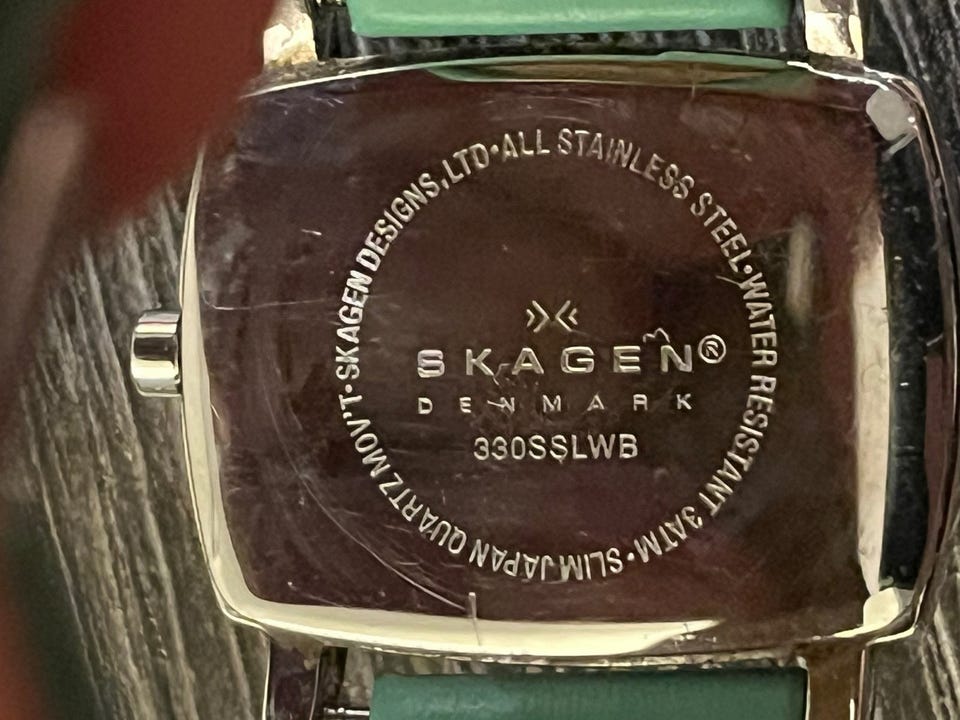 SKAGEN DESIGNS, LTD•ALL STAINLESS STEEL•WATER RESISTANT 3ATM•SLIM JAPAN QUARTZ MOV'T•
SKAGEN®
DENMARK
330SSLWB